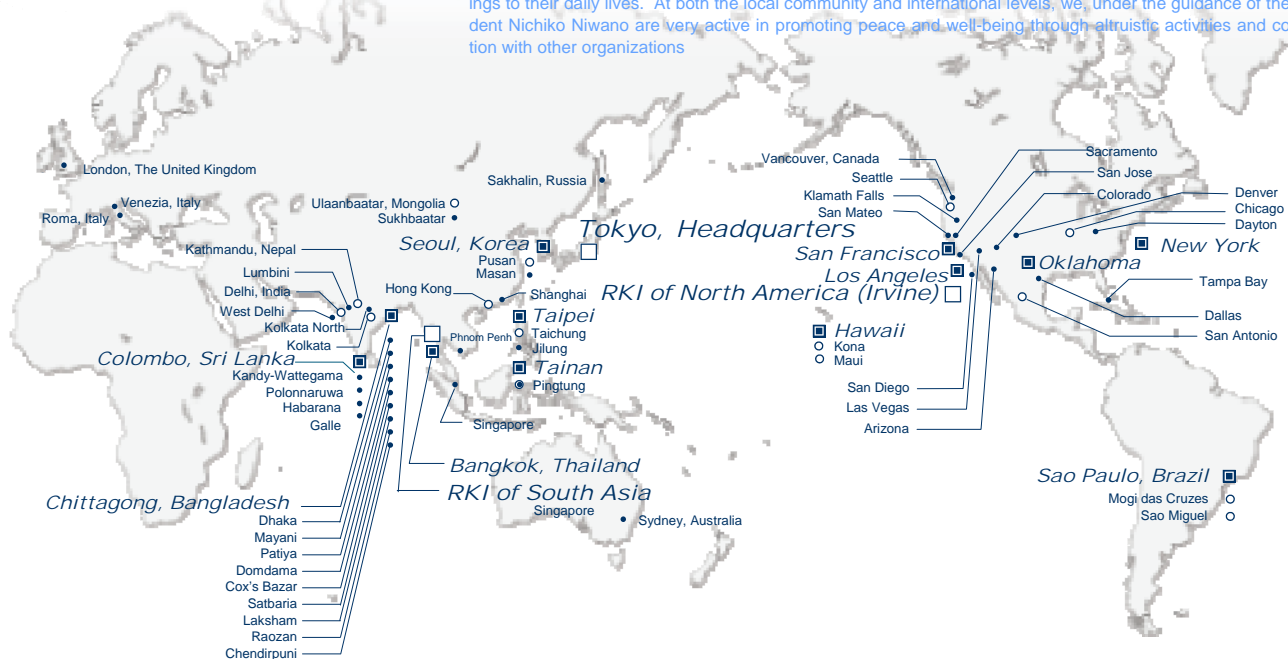 ings to their daily lives. At both the local community and international levels, we, under the guidance of the
dent Nichiko Niwano are very active in promoting peace and well-being through altruistic activities and co
tion with other organizations
London, The United Kingdom
Venezia, Italy
Roma, Italy
Ulaanbaatar, Mongolia
Sukhbaatar
Sakhalin, Russia
Seoul, Korea
Pusan
Masan
Tokyo, Headquarters
Kathmandu, Nepal
Lumbini
Delhi, India
West Delhi
Kolkata North
Kolkata
Hong Kong
Shanghai
Taipei
Taichung
Jilung
Phnom Penh
Tainan
Pingtung
Colombo, Sri Lanka
Kandy-Wattegama
Polonnaruwa
Habarana
Galle
Singapore
Bangkok, Thailand
RKI of South Asia
Singapore
Sydney, Australia
Chittagong, Bangladesh
Dhaka
Mayani
Patiya
Domdama
Cox's Bazar
Satbaria
Laksham
Raozan
Chendirpuni
Vancouver, Canada
Seattle
Klamath Falls
San Mateo
San Francisco
Los Angeles
RKI of North America (Irvine)
Hawaii
Kona
Maui
San Diego
Las Vegas
Arizona
Sacramento
San Jose
Colorado
Denver
Chicago
Dayton
New York
Oklahoma
Tampa Bay
Dallas
San Antonio
Sao Paulo, Brazil
Mogi das Cruzes
Sao Miguel